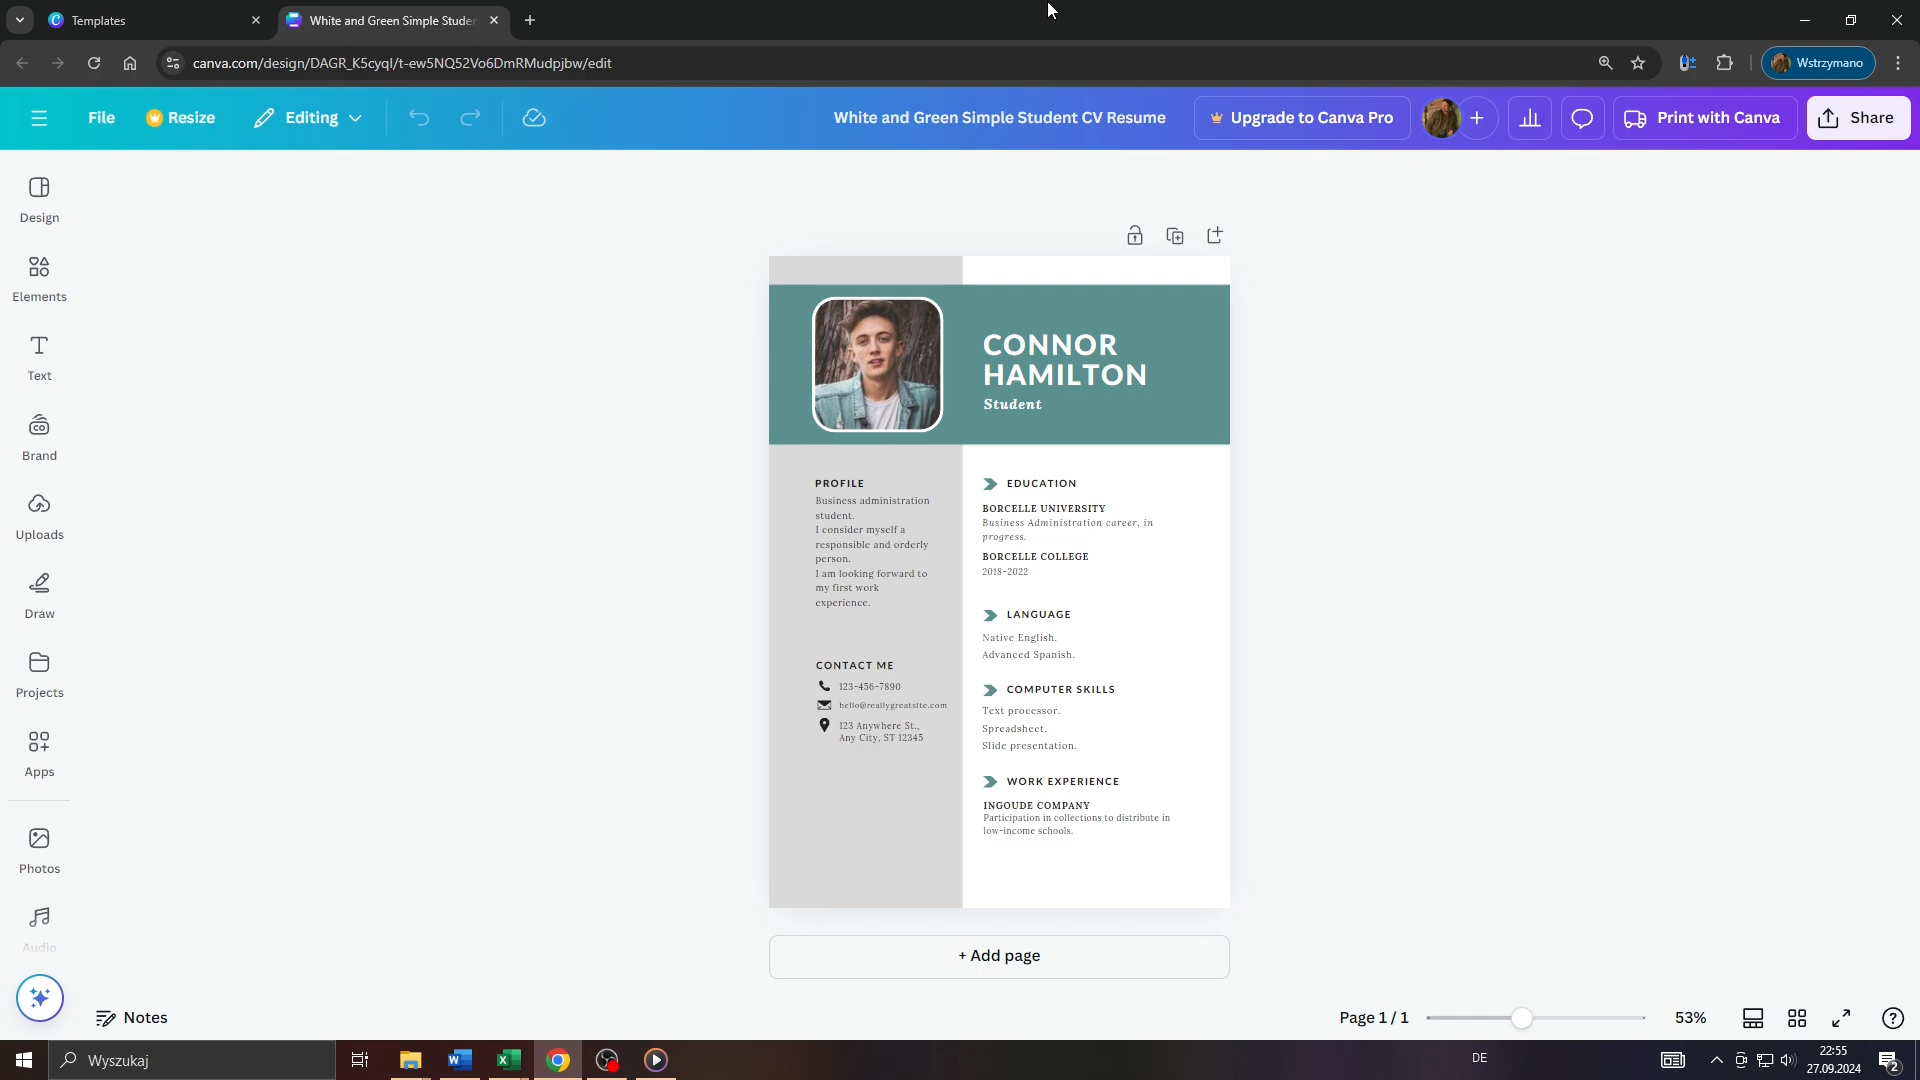 Templates
White and Green Simple Studen
canva.com/design/DAGR_K5cyqI/t-ew5NQ52Vo6DmRMudpjbw/edit
Wstrzymano
File
Resize
Editing
White and Green Simple Student CV Resume
Upgrade to Canva Pro
Print with Canva
Share
Design
Elements
Text
Brand
Uploads
Draw
Projects
Apps
Photos
Audio
CONNOR
HAMILTON
Student
PROFILE
Business administration
student.
I consider myself a
responsible and orderly
person.
I am looking forward to
my first work
experience.
CONTACT ME
123-456-7890
hello@reallygreatsite.com
123 Anywhere St.,
Any City, ST 12345
EDUCATION
BORCELLE UNIVERSITY
Business Administration career, in
progress.
BORCELLE COLLEGE
2018-2022
LANGUAGE
Native English.
Advanced Spanish.
COMPUTER SKILLS
Text processor.
Spreadsheet.
Slide presentation.
WORK EXPERIENCE
INGOUDE COMPANY
Participation in collections to distribute in
low-income schools.
+ Add page
Notes
Page 1 / 1
53%
Wyszukaj
DE
22:55
27.09.2024
2